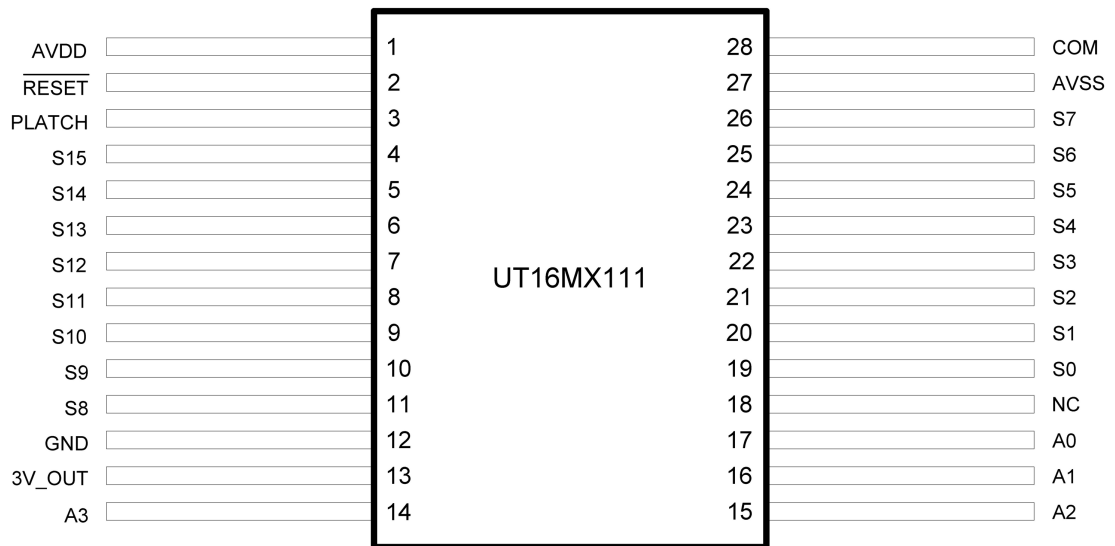 AVDD 1 28 COM
RESET 2 27 AVSS
PLATCH 3 26 S7
S15 4 25 S6
S14 5 24 S5
S13 6 23 S4
S12 7 22 S3
UT16MX111
S11 8 21 S2
S10 9 20 S1
S9 10 19 S0
S8 11 18 NC
GND 12 17 A0
3V_OUT 13 16 A1
A3 14 15 A2